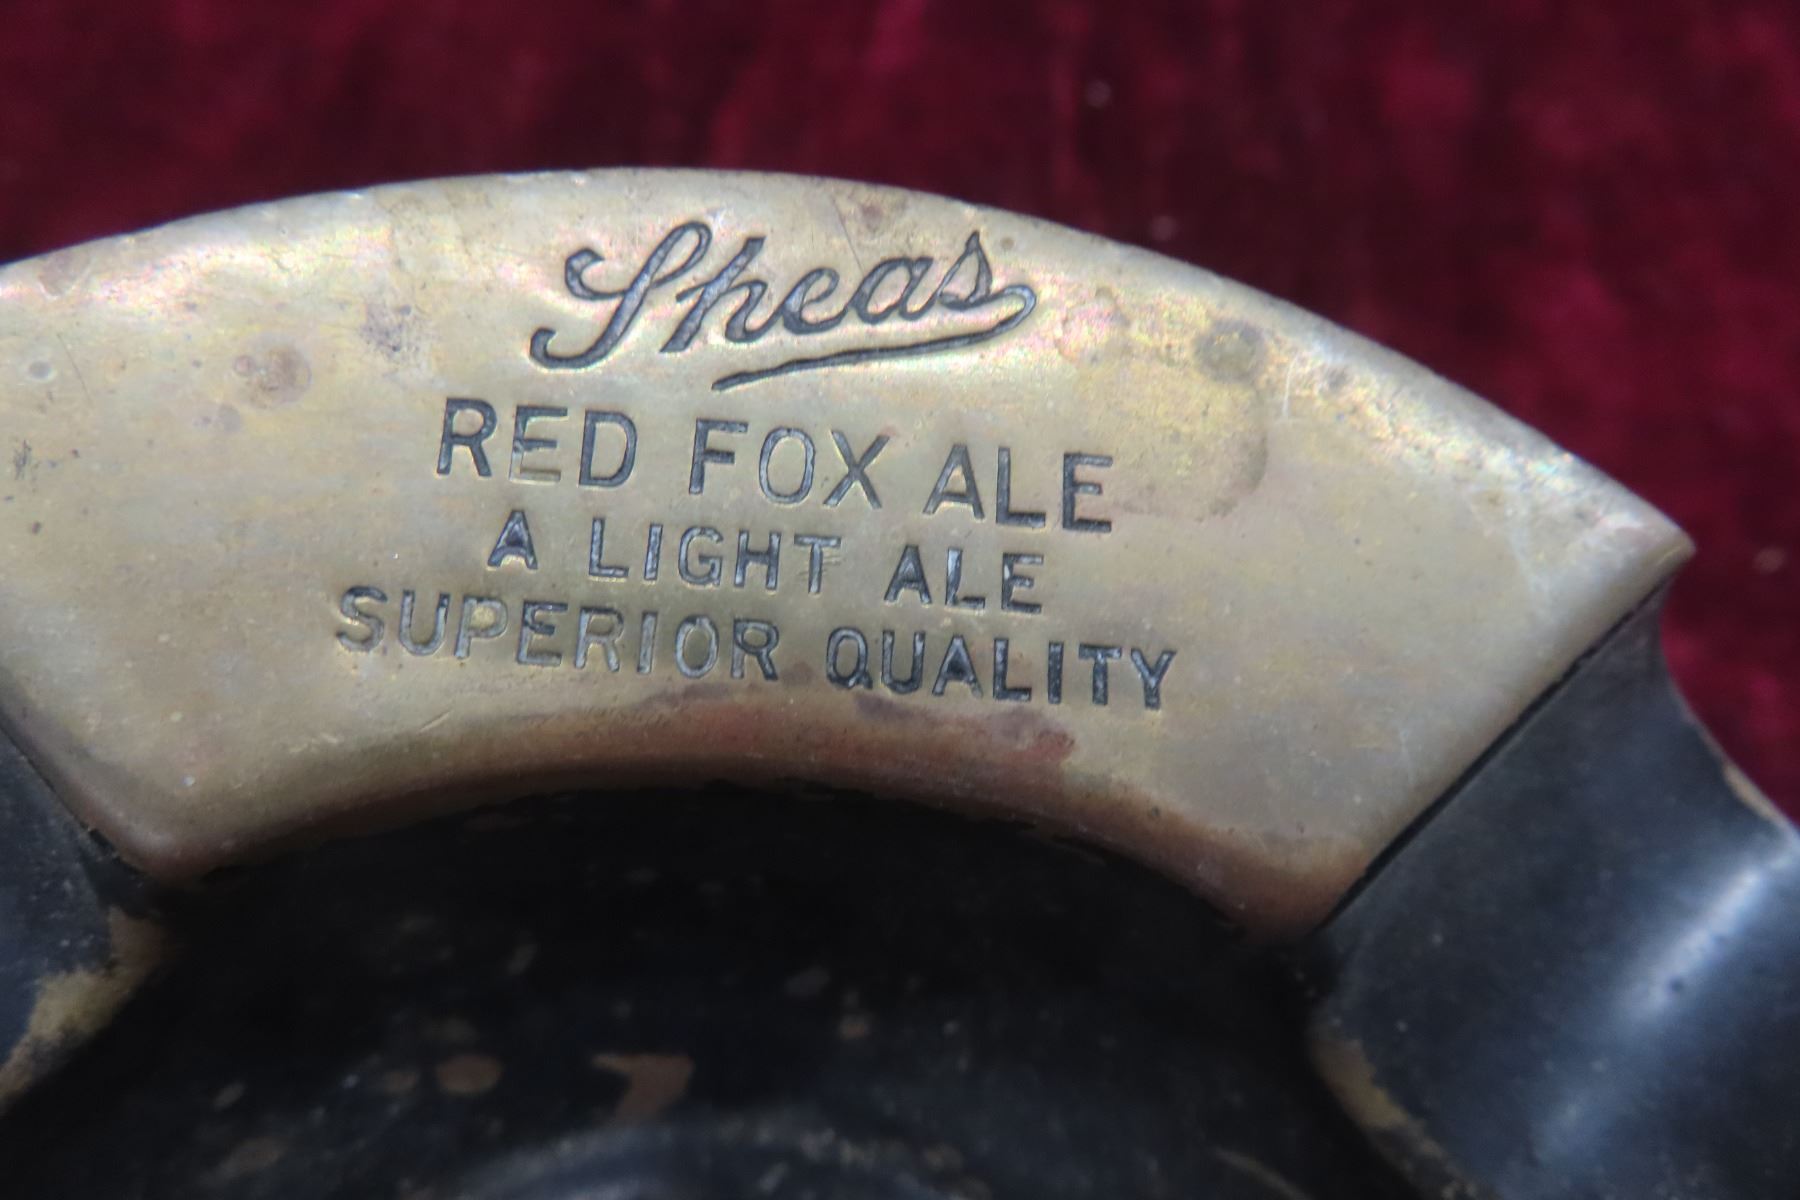 Sheas
RED FOX ALE
A LIGHT ALE
SUPERIOR QUALITY